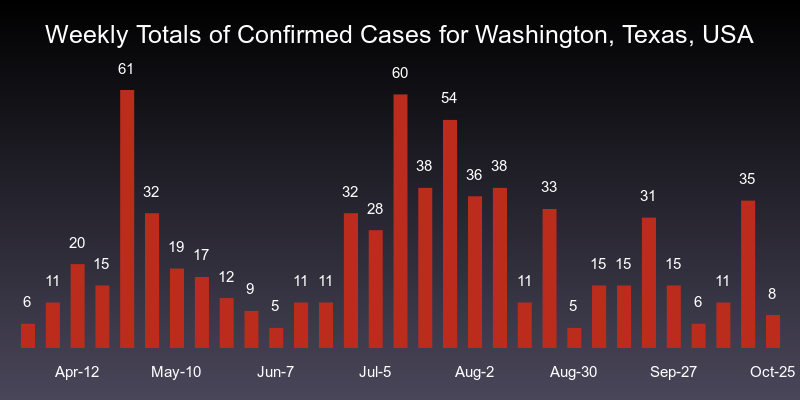 Weekly Totals of Confirmed Cases for Washington, Texas, USA
6 11 20 15 61 32 19 17 12 9 5 11 11 32 28 60 38 54 36 38 11 33 5 15 15 31 15 6 11 35 8
Apr-12 May-10 Jun-7 Jul-5 Aug-2 Aug-30 Sep-27 Oct-25